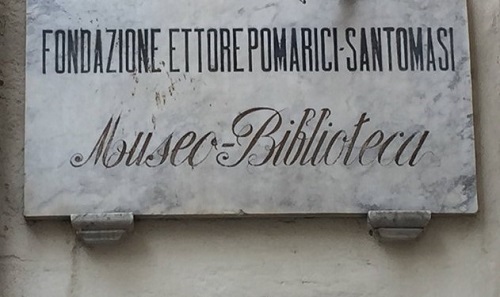 FONDAZIONE ETTORE POMARICI-SANTOMASI
Museo-Biblioteca